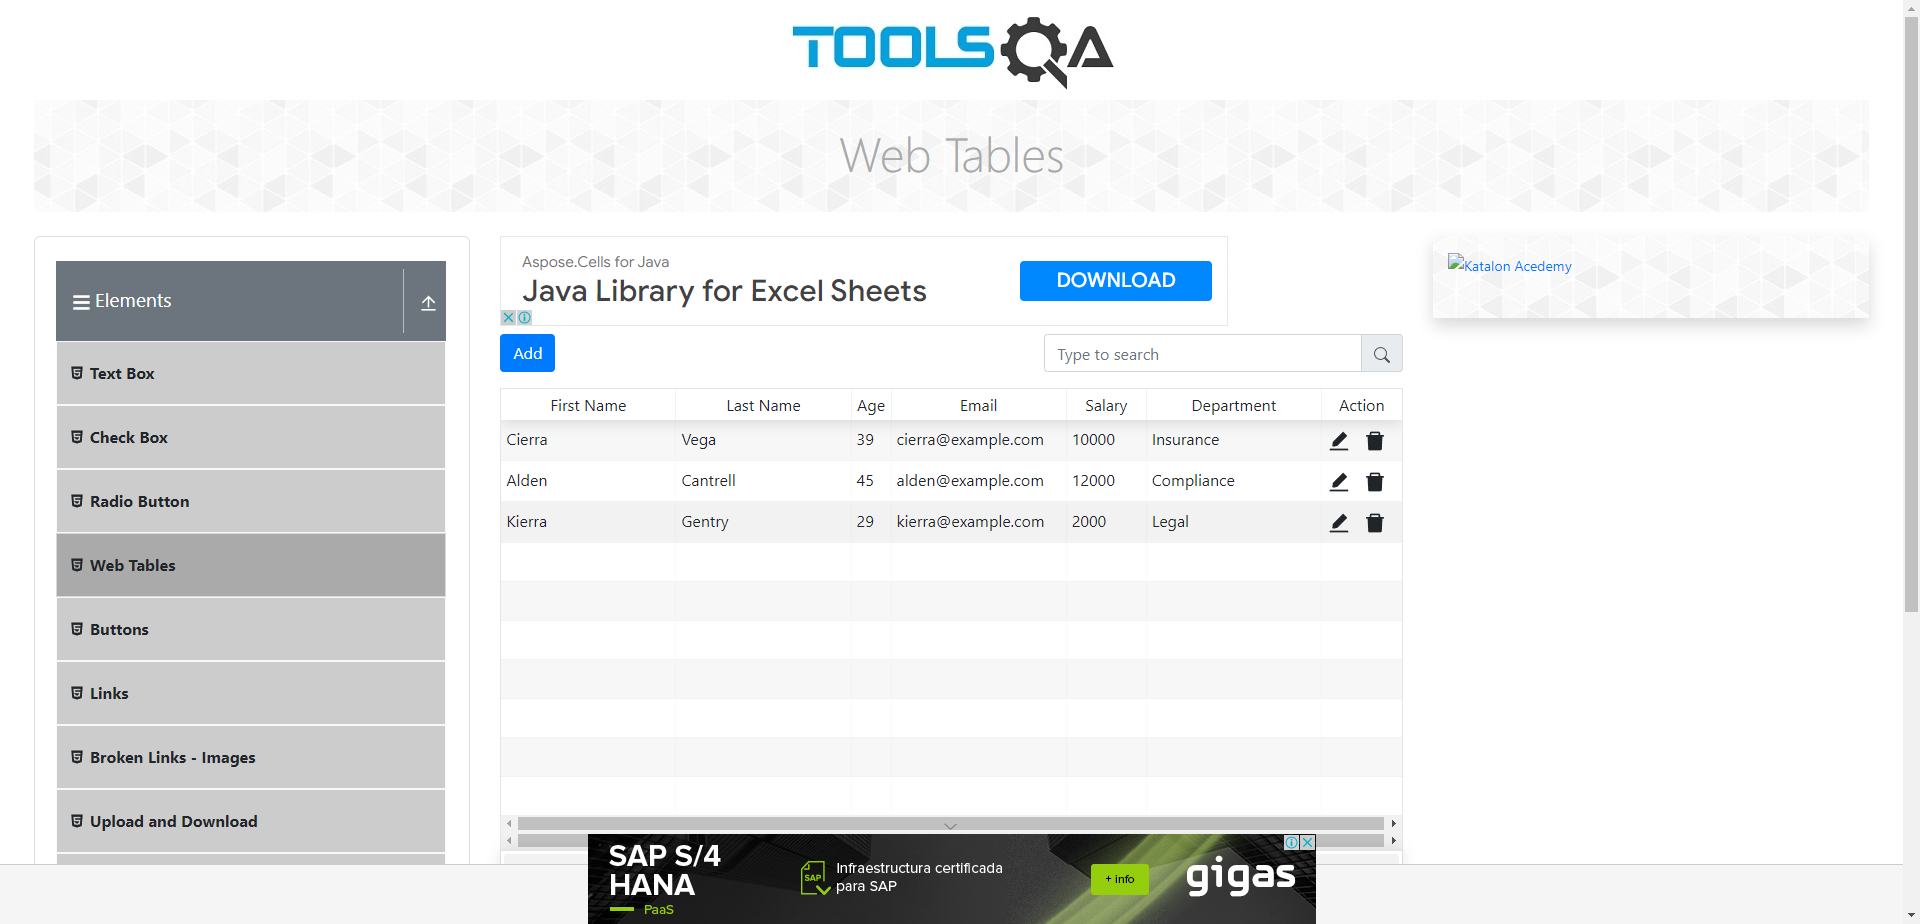 TOOLSQA
Web Tables
Elements
Text Box
Check Box
Radio Button
Web Tables
Buttons
Links
Broken Links - Images
Upload and Download
Aspose.Cells for Java
Java Library for Excel Sheets
DOWNLOAD
Add
Type to search
First Name Last Name Age Email Salary Department Action
Cierra Vega 39 cierra@example.com 10000 Insurance
Alden Cantrell 45 alden@example.com 12000 Compliance
Kierra Gentry 29 kierra@example.com 2000 Legal
Katalon Acedemy
SAP S/4
HANA
PaaS
SAP
Infraestructura certificada
para SAP
+ info
gigas